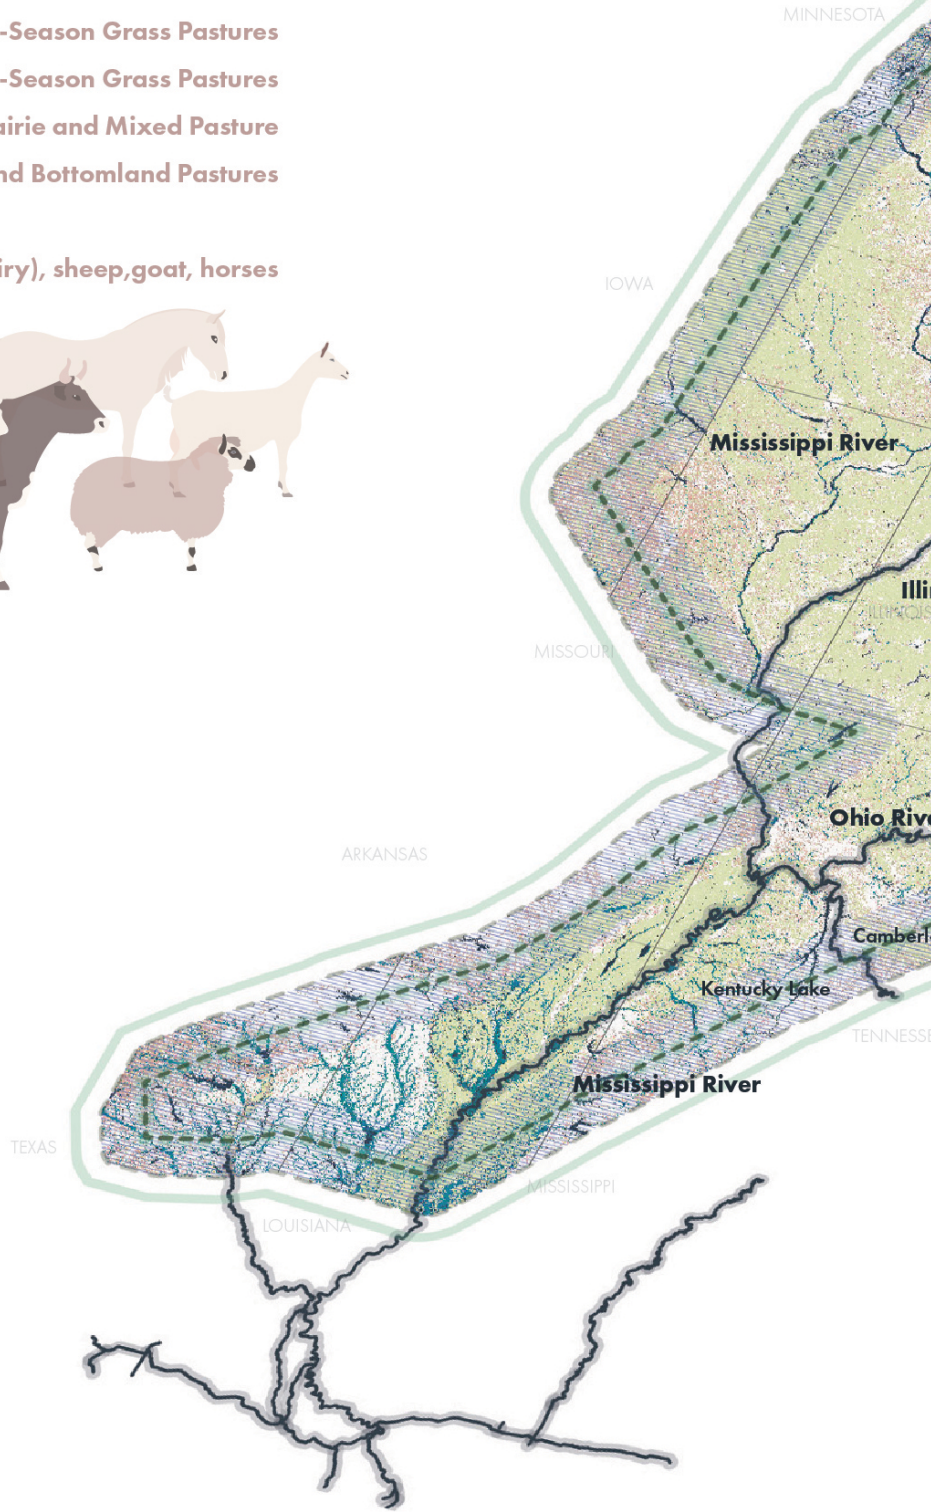 -Season Grass Pastures
-Season Grass Pastures
airie and Mixed Pasture
nd Bottomland Pastures
iry), sheep,goat, horses
MINNESOTA
IOWA
Mississippi River
Illi
ILLINOIS
MISSOURI
Ohio Rive
ARKANSAS
Camberl
Kentucky Lake
TENNESSE
Mississippi River
TEXAS
MISSISSIPPI
LOUISIANA